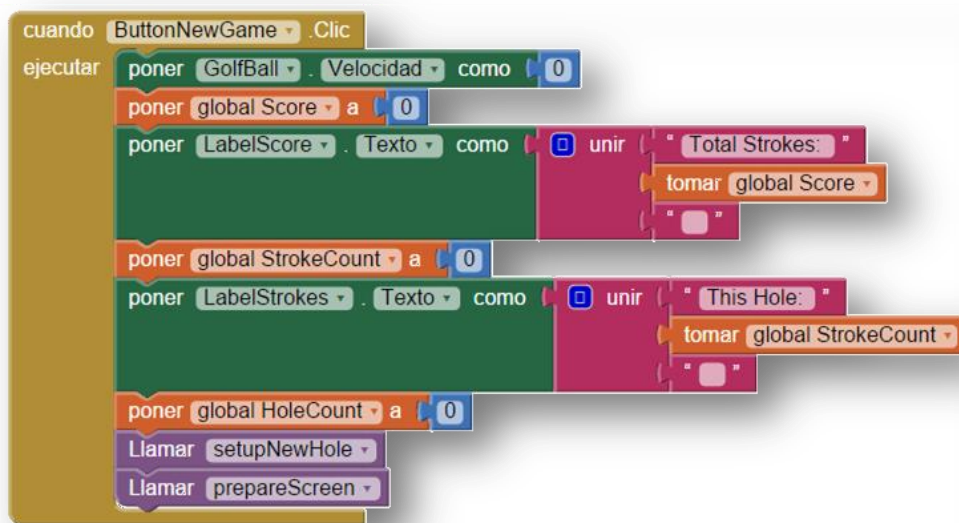 cuando ButtonNewGame .Clic
ejecutar poner GolfBall . Velocidad como 0
poner global Score a 0
poner LabelScore . Texto como unir " Total Strokes: "
tomar global Score
" "
poner global StrokeCount a 0
poner LabelStrokes . Texto como unir " This Hole: "
tomar global StrokeCount
" "
poner global HoleCount a 0
Llamar setupNewHole
Llamar prepareScreen